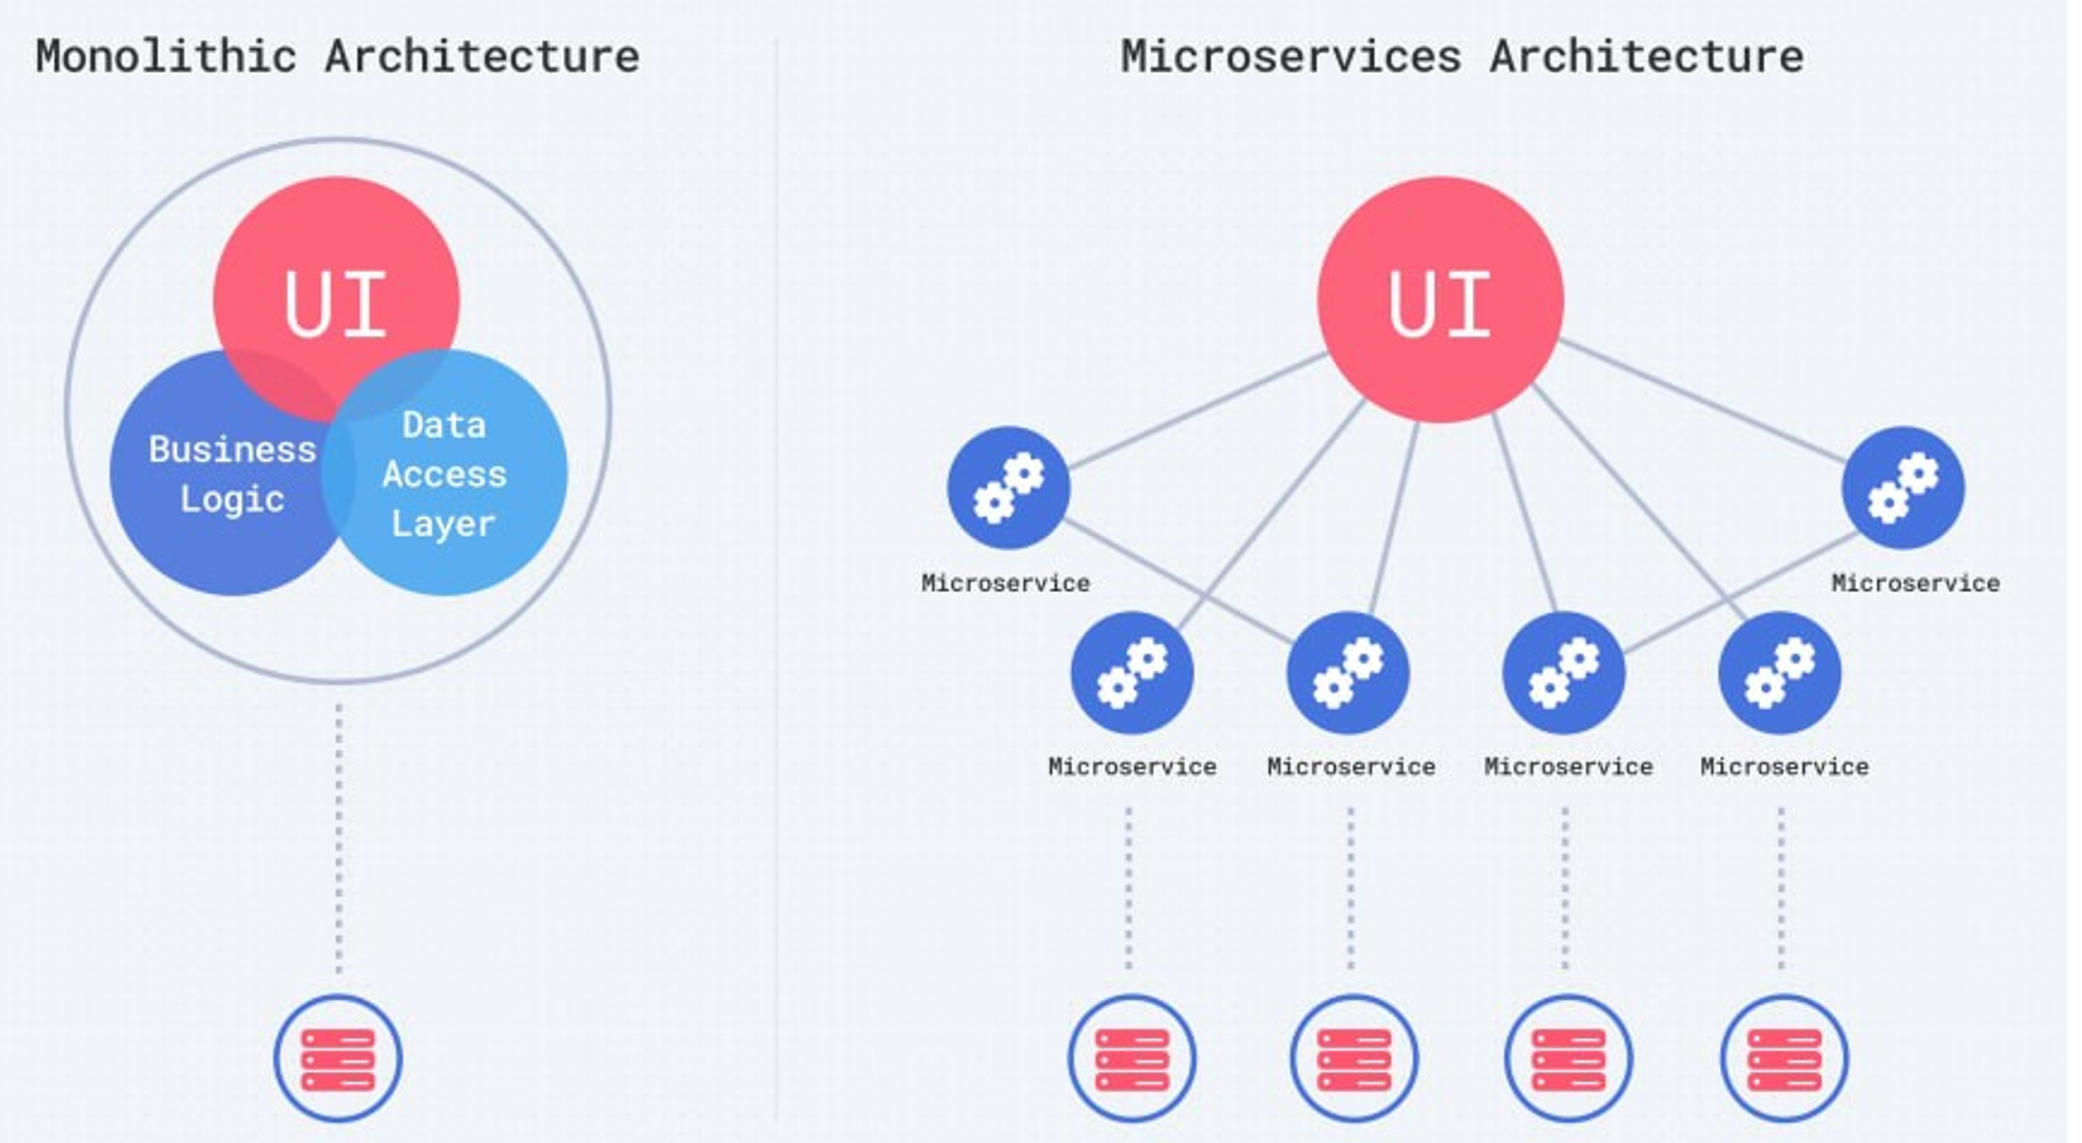 Monolithic Architecture
UI
Business
Logic
Data
Access
Layer
Microservices Architecture
UI
Microservice
Microservice
Microservice
Microservice
Microservice
Microservice